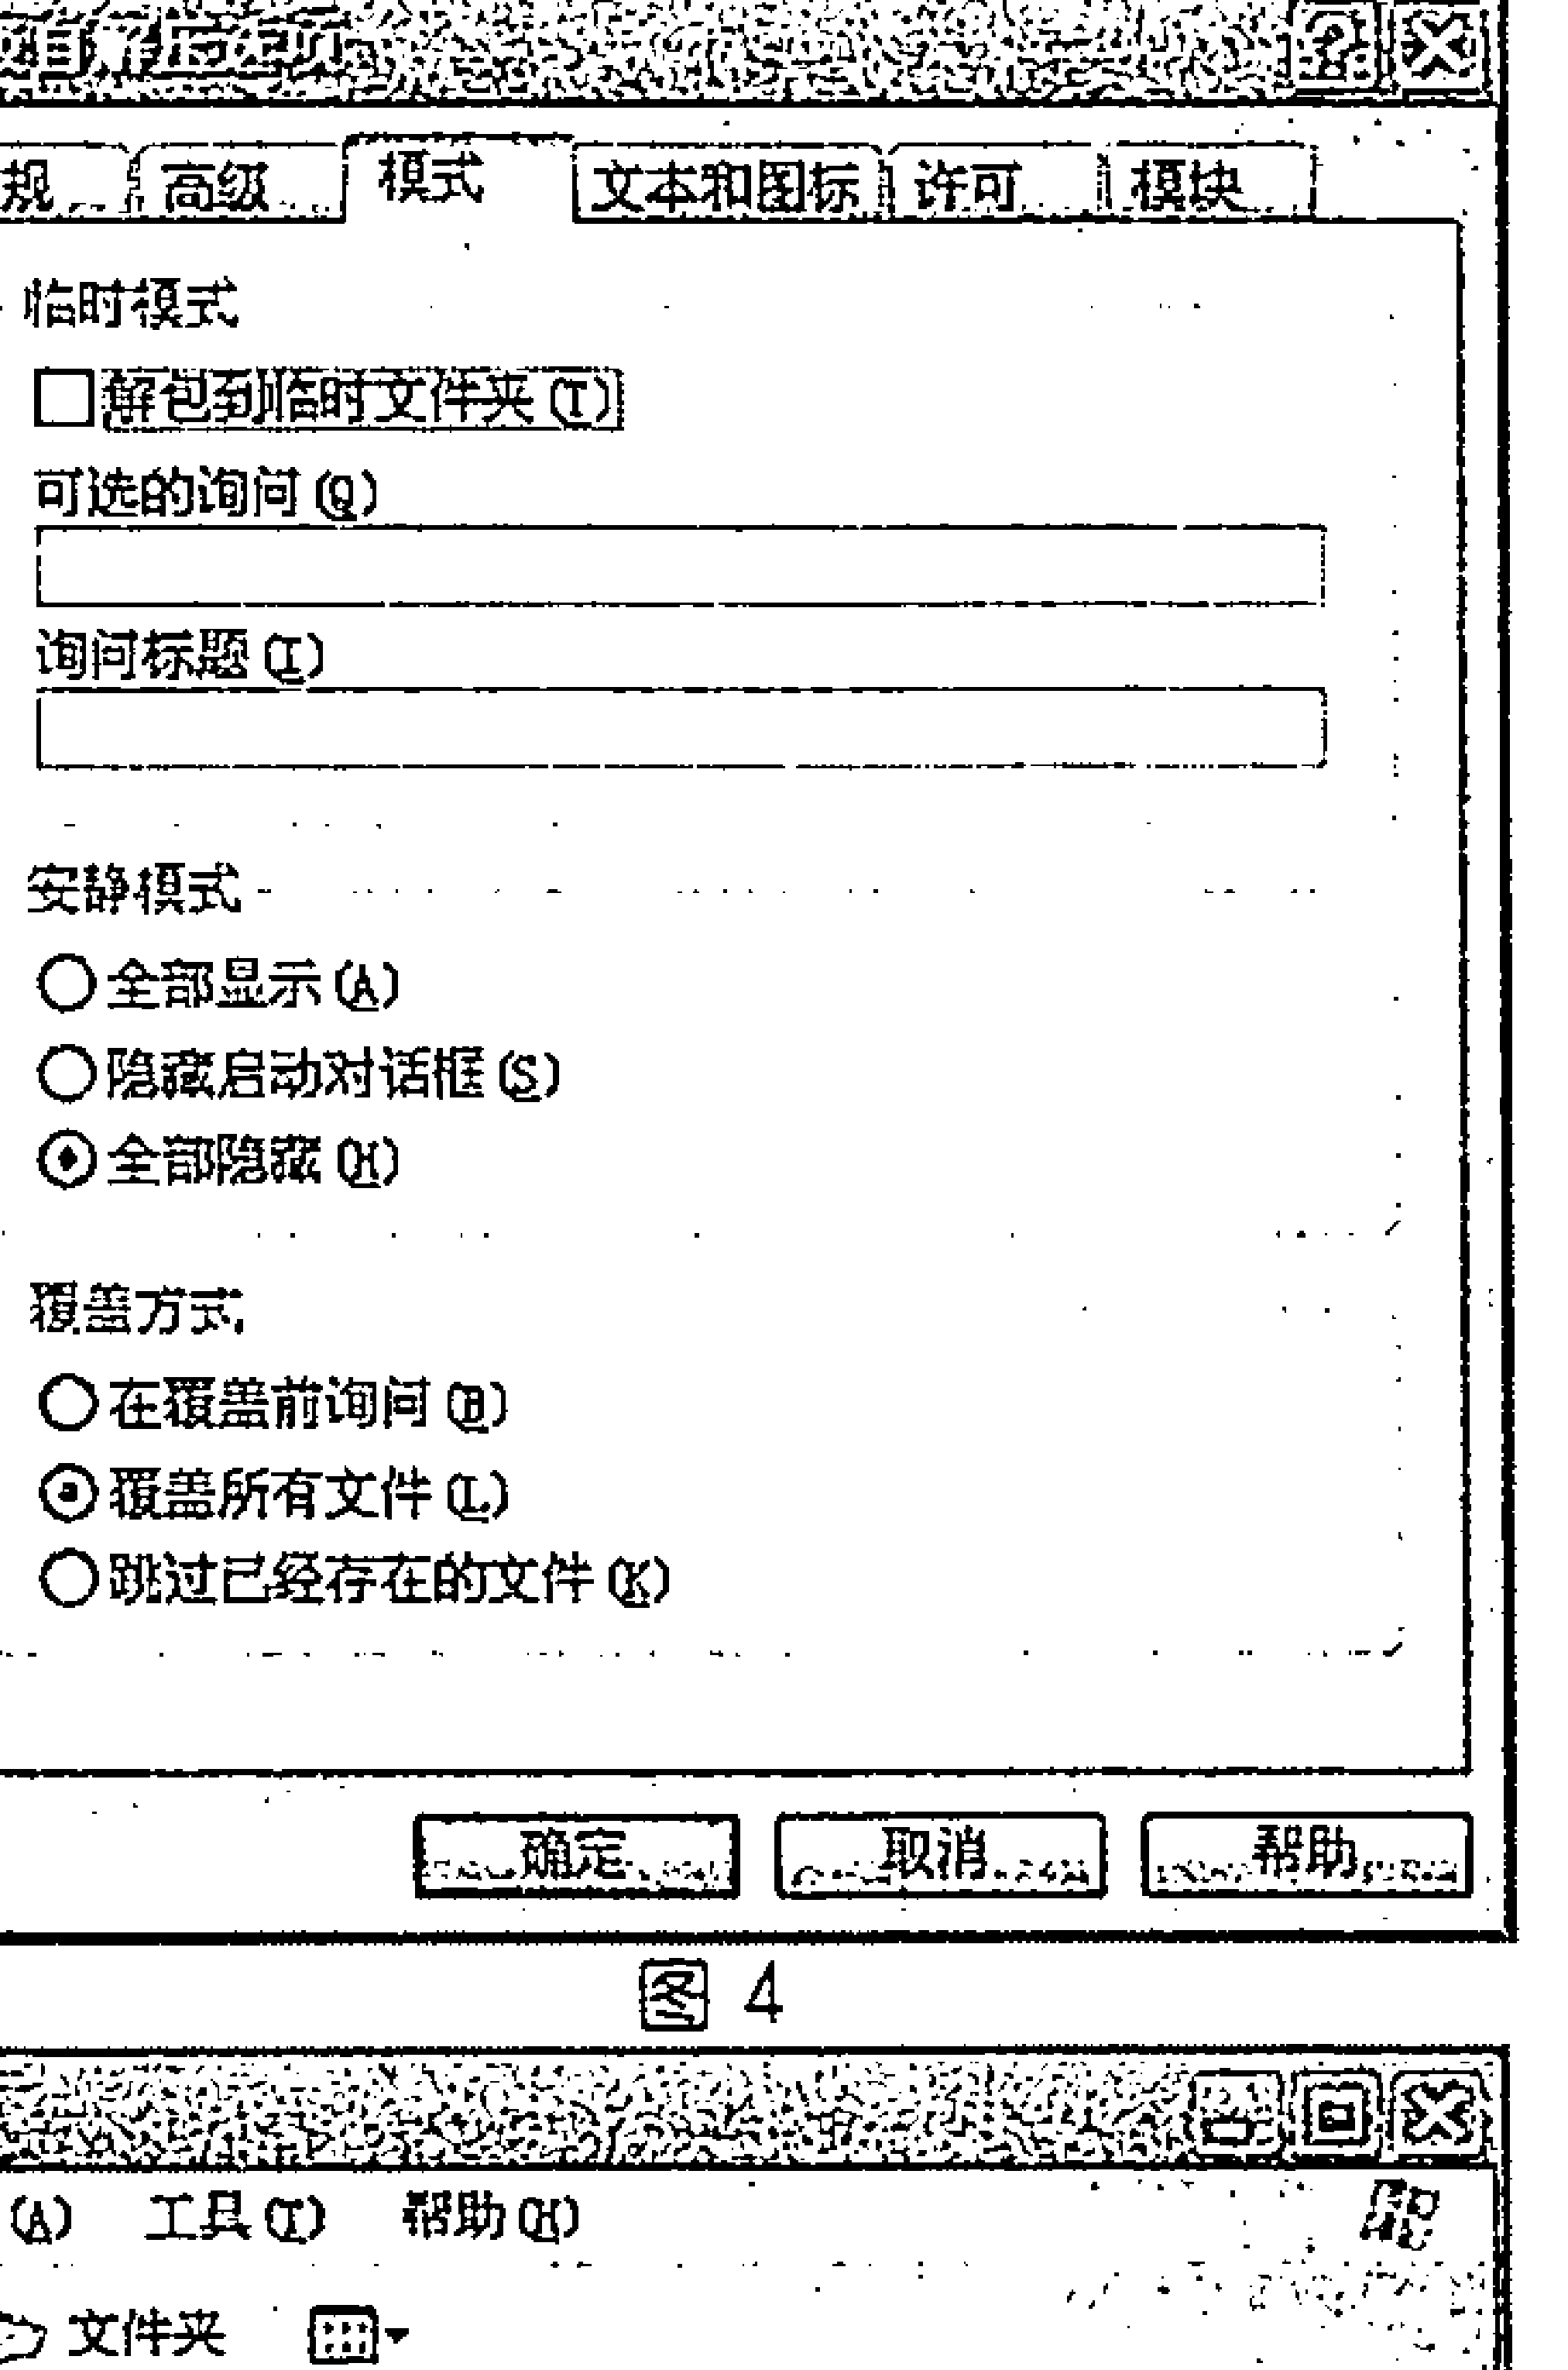 解压选项
规 高级 模式 文本和图标 许可 模块
临时模式
解包到临时文件夹(T)
可选的询问(Q)
询问标题(I)
安静模式
全部显示(A)
隐藏启动对话框(S)
全部隐藏(H)
覆盖方式
在覆盖前询问(B)
覆盖所有文件(L)
跳过已经存在的文件(K)
确定 取消 帮助
图 4
(A) 工具(T) 帮助(H)
文件夹